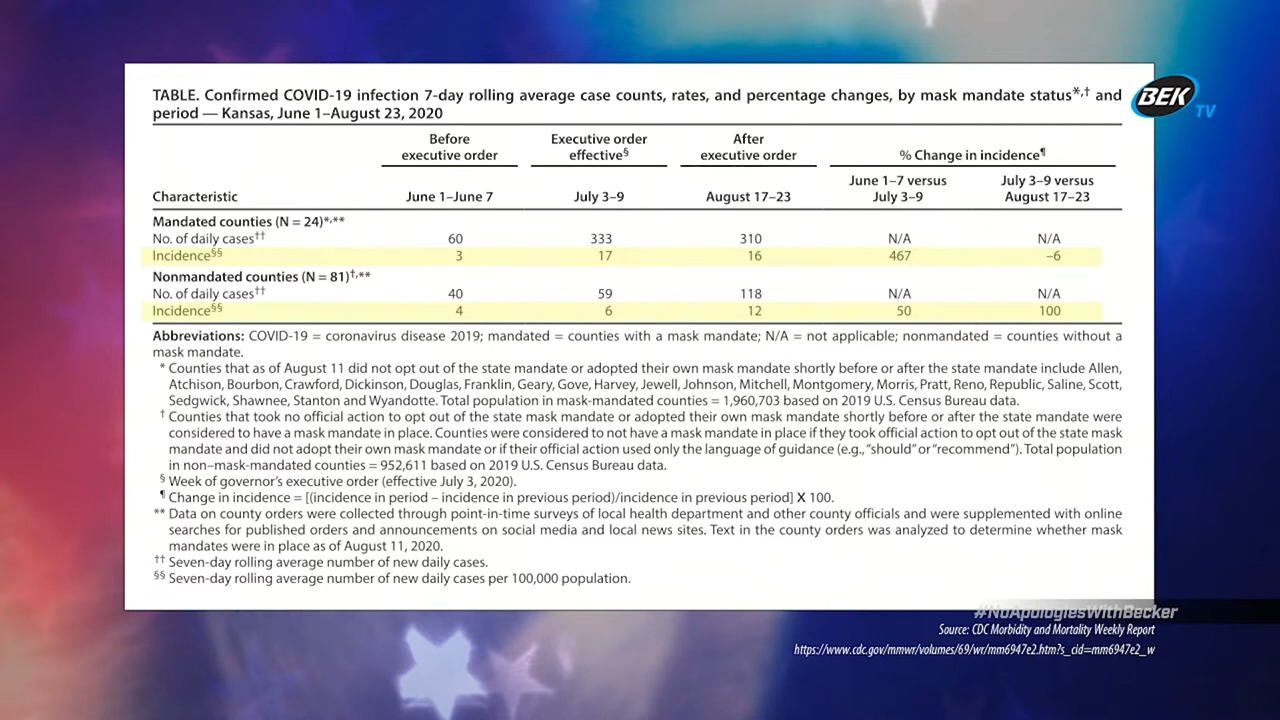 BEK TV
TABLE. Confirmed COVID-19 infection 7-day rolling average case counts, rates, and percentage changes, by mask mandate status*,† and
period — Kansas, June 1–August 23, 2020
Before Executive order After
executive order effective§ executive order % Change in incidence¶
June 1–7 versus July 3–9 versus
Characteristic June 1–June 7 July 3–9 August 17–23 July 3–9 August 17–23
Mandated counties (N = 24)*,**
No. of daily cases†† 60 333 310 N/A N/A
Incidence§§ 3 17 16 467 –6
Nonmandated counties (N = 81)†,**
No. of daily cases†† 40 59 118 N/A N/A
Incidence§§ 4 6 12 50 100
Abbreviations: COVID-19 = coronavirus disease 2019; mandated = counties with a mask mandate; N/A = not applicable; nonmandated = counties without a
mask mandate.
* Counties that as of August 11 did not opt out of the state mandate or adopted their own mask mandate shortly before or after the state mandate include Allen,
Atchison, Bourbon, Crawford, Dickinson, Douglas, Franklin, Geary, Gove, Harvey, Jewell, Johnson, Mitchell, Montgomery, Morris, Pratt, Reno, Republic, Saline, Scott,
Sedgwick, Shawnee, Stanton and Wyandotte. Total population in mask-mandated counties = 1,960,703 based on 2019 U.S. Census Bureau data.
† Counties that took no official action to opt out of the state mask mandate or adopted their own mask mandate shortly before or after the state mandate were
considered to have a mask mandate in place. Counties were considered to not have a mask mandate in place if they took official action to opt out of the state mask
mandate and did not adopt their own mask mandate or if their official action used only the language of guidance (e.g., “should” or “recommend”). Total population
in non–mask-mandated counties = 952,611 based on 2019 U.S. Census Bureau data.
§ Week of governor’s executive order (effective July 3, 2020).
¶ Change in incidence = [(incidence in period – incidence in previous period)/incidence in previous period] X 100.
** Data on county orders were collected through point-in-time surveys of local health department and other county officials and were supplemented with online
searches for published orders and announcements on social media and local news sites. Text in the county orders was analyzed to determine whether mask
mandates were in place as of August 11, 2020.
†† Seven-day rolling average number of new daily cases.
§§ Seven-day rolling average number of new daily cases per 100,000 population.
#NoApologiesWithBecker
Source: CDC Morbidity and Mortality Weekly Report
https://www.cdc.gov/mmwr/volumes/69/wr/mm6947e2.htm?s_cid=mm6947e2_w